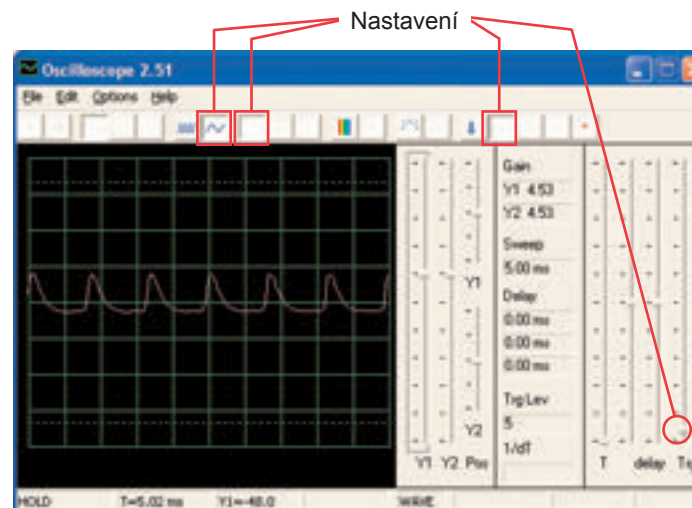 Nastavení
Oscilloscope 2.51
File Edit Options Help
Gain
Y1 4.53
Y2 4.53
Sweep
5.00 ms
Delay
0.00 ms
0.00 ms
0.00 ms
Trg Lev
5
1/dT
Y1
Y2
Y1 Y2 Pos
T delay Trg
HOLD T=5.02 ms Y1=-48.0 WAVE